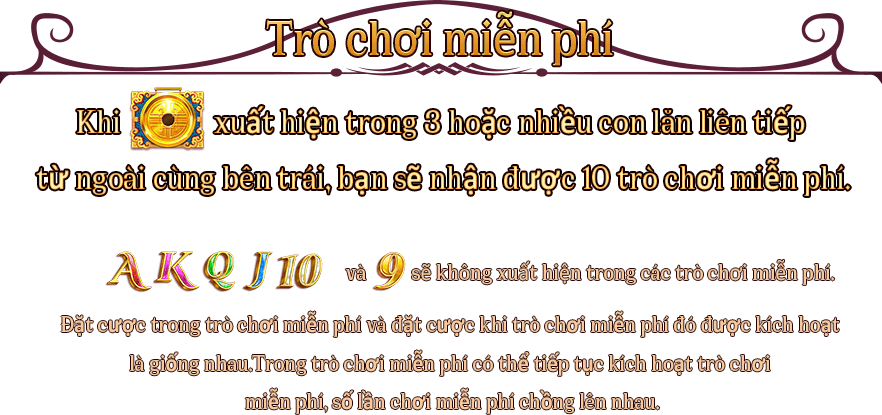 Trò chơi miễn phí
Khi xuất hiện trong 3 hoặc nhiều con lăn liên tiếp
từ ngoài cùng bên trái, bạn sẽ nhận được 10 trò chơi miễn phí.
A K Q J 10 và 9 sẽ không xuất hiện trong các trò chơi miễn phí.
Đặt cược trong trò chơi miễn phí và đặt cược khi trò chơi miễn phí đó được kích hoạt
là giống nhau.Trong trò chơi miễn phí có thể tiếp tục kích hoạt trò chơi
miễn phí, số lần chơi miễn phí chồng lên nhau.